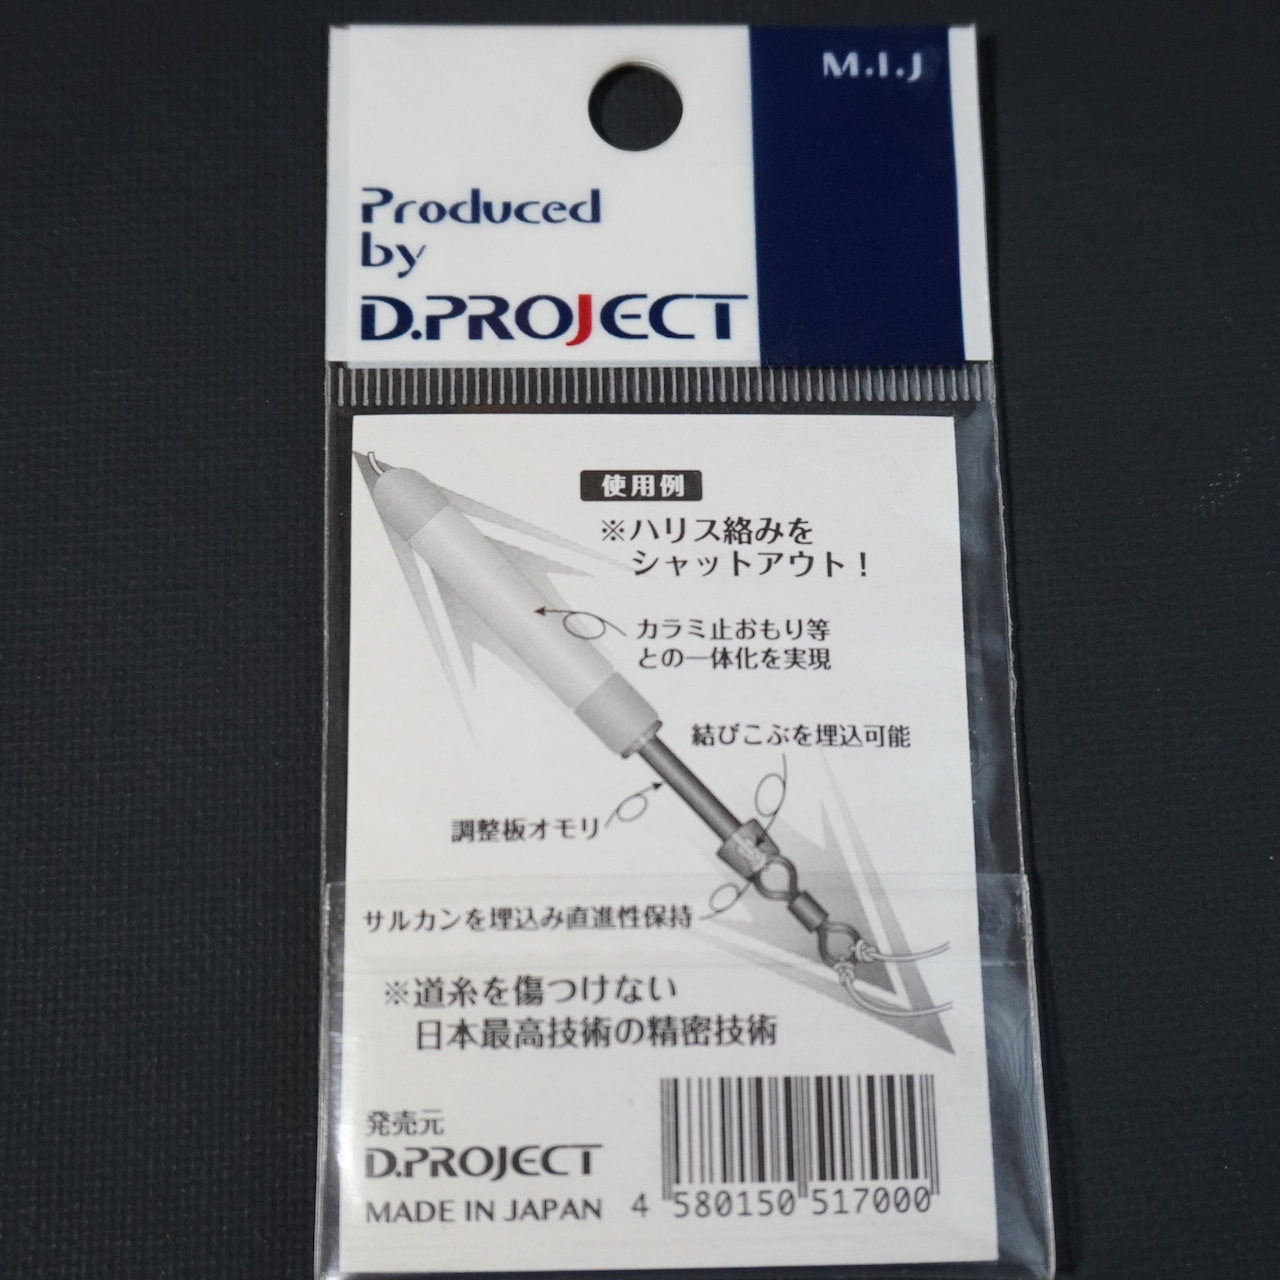 M.I.J
Produced
by
D.PROJECT
使用例
※ハリス絡みを
シャットアウト！
カラミ止おもり等
との一体化を実現
結びこぶを埋込可能
調整板オモリ
サルカンを埋込み直進性保持
※道糸を傷つけない
日本最高技術の精密技術
発売元
D.PROJECT
MADE IN JAPAN
4 580150 517000